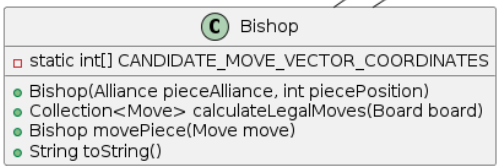 C Bishop
static int[] CANDIDATE_MOVE_VECTOR_COORDINATES
Bishop(Alliance pieceAlliance, int piecePosition)
Collection<Move> calculateLegalMoves(Board board)
Bishop movePiece(Move move)
String toString()